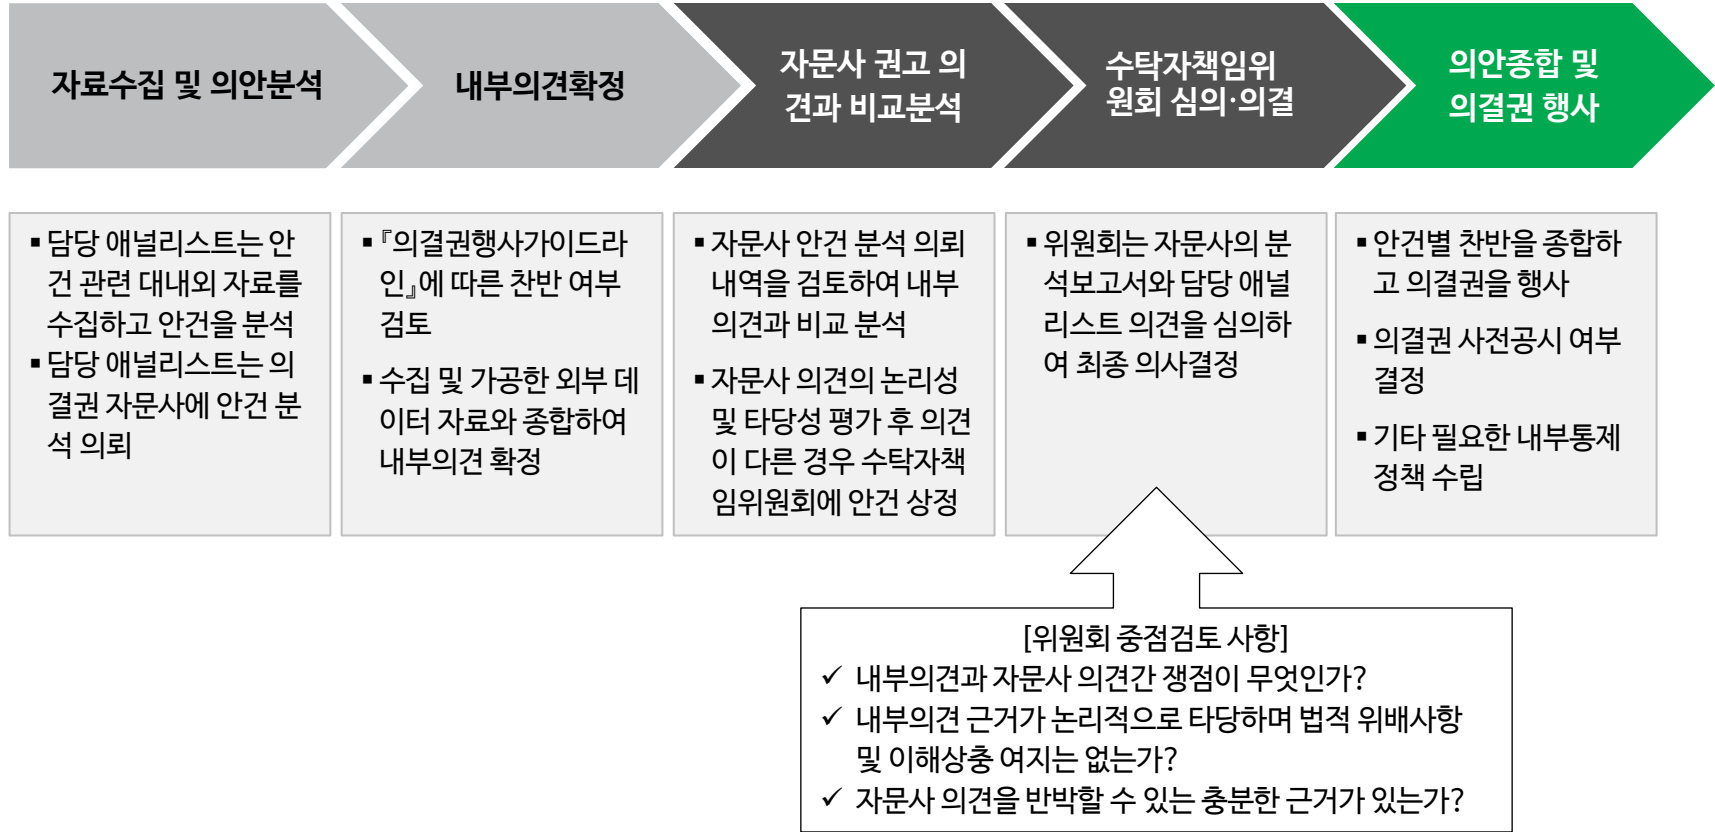 자료수집 및 의안분석
내부의견확정
자문사 권고 의
견과 비교분석
수탁자책임위
원회 심의·의결
의안종합 및
의결권 행사
▪ 담당 애널리스트는 안
건 관련 대내외 자료를
수집하고 안건을 분석
▪ 담당 애널리스트는 의
결권 자문사에 안건 분
석 의뢰
▪ 『의결권행사가이드라
인』에 따른 찬반 여부
검토
▪ 수집 및 가공한 외부 데
이터 자료와 종합하여
내부의견 확정
▪ 자문사 안건 분석 의뢰
내역을 검토하여 내부
의견과 비교 분석
▪ 자문사 의견의 논리성
및 타당성 평가 후 의견
이 다른 경우 수탁자책
임위원회에 안건 상정
▪ 위원회는 자문사의 분
석보고서와 담당 애널
리스트 의견을 심의하
여 최종 의사결정
▪ 안건별 찬반을 종합하
고 의결권을 행사
▪ 의결권 사전공시 여부
결정
▪ 기타 필요한 내부통제
정책 수립
[위원회 중점검토 사항]
✓ 내부의견과 자문사 의견간 쟁점이 무엇인가?
✓ 내부의견 근거가 논리적으로 타당하며 법적 위배사항
및 이해상충 여지는 없는가?
✓ 자문사 의견을 반박할 수 있는 충분한 근거가 있는가?